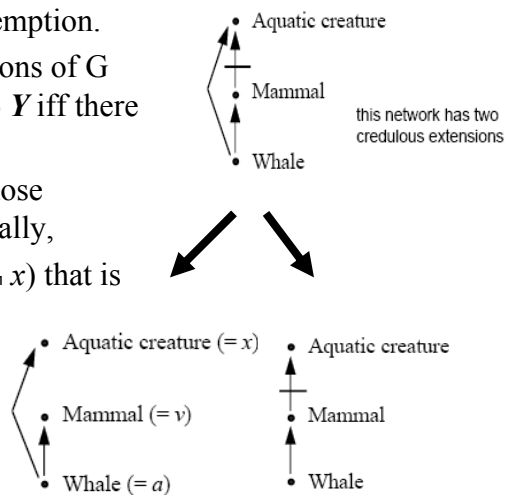 emption.
ons of G
Y iff there
ose
ally,
¬ x) that is
Aquatic creature
Mammal
Whale
this network has two
credulous extensions
Aquatic creature (= x)
Mammal (= v)
Whale (= a)
Aquatic creature
Mammal
Whale